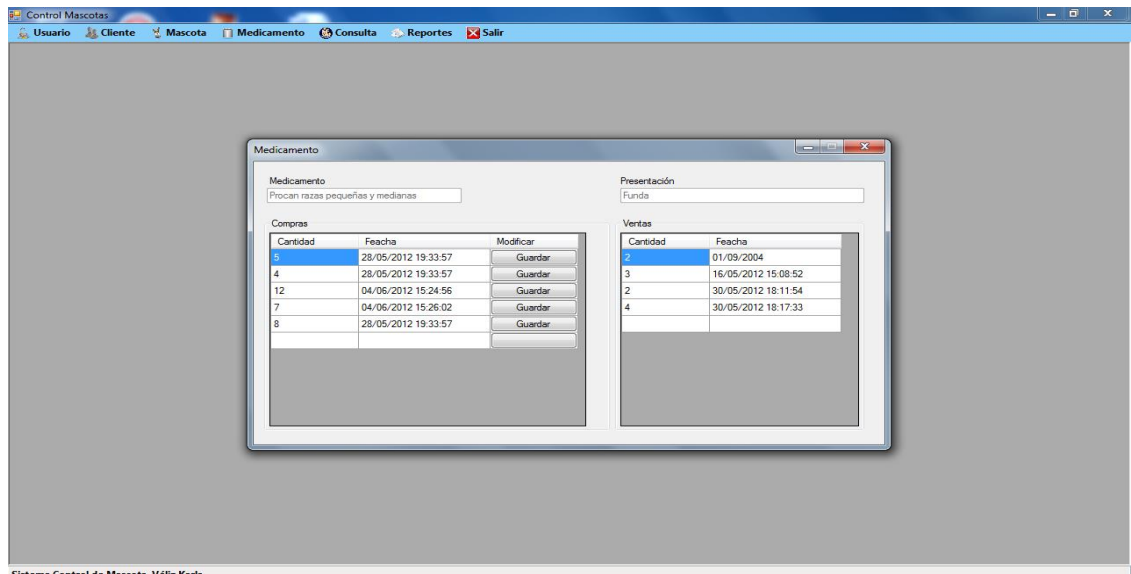 Control Mascotas
Usuario Cliente Mascota Medicamento Consulta Reportes Salir
Medicamento
Medicamento Presentación
Procan razas pequeñas y medianas Funda
Compras Ventas
Cantidad Feacha Modificar Cantidad Feacha
5 28/05/2012 19:33:57 Guardar 2 01/09/2004
4 28/05/2012 19:33:57 Guardar 3 16/05/2012 15:08:52
12 04/06/2012 15:24:56 Guardar 2 30/05/2012 18:11:54
7 04/06/2012 15:26:02 Guardar 4 30/05/2012 18:17:33
8 28/05/2012 19:33:57 Guardar
Sistema Control de Mascota